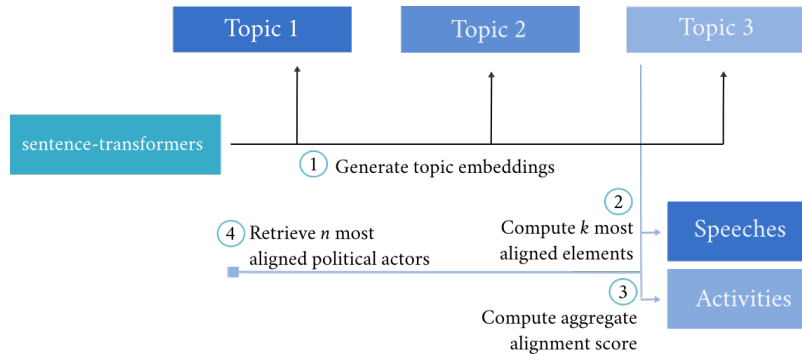 Topic 1
Topic 2
Topic 3
sentence-transformers
1 Generate topic embeddings
2
Compute k most
aligned elements
Speeches
4 Retrieve n most
aligned political actors
3
Compute aggregate
alignment score
Activities